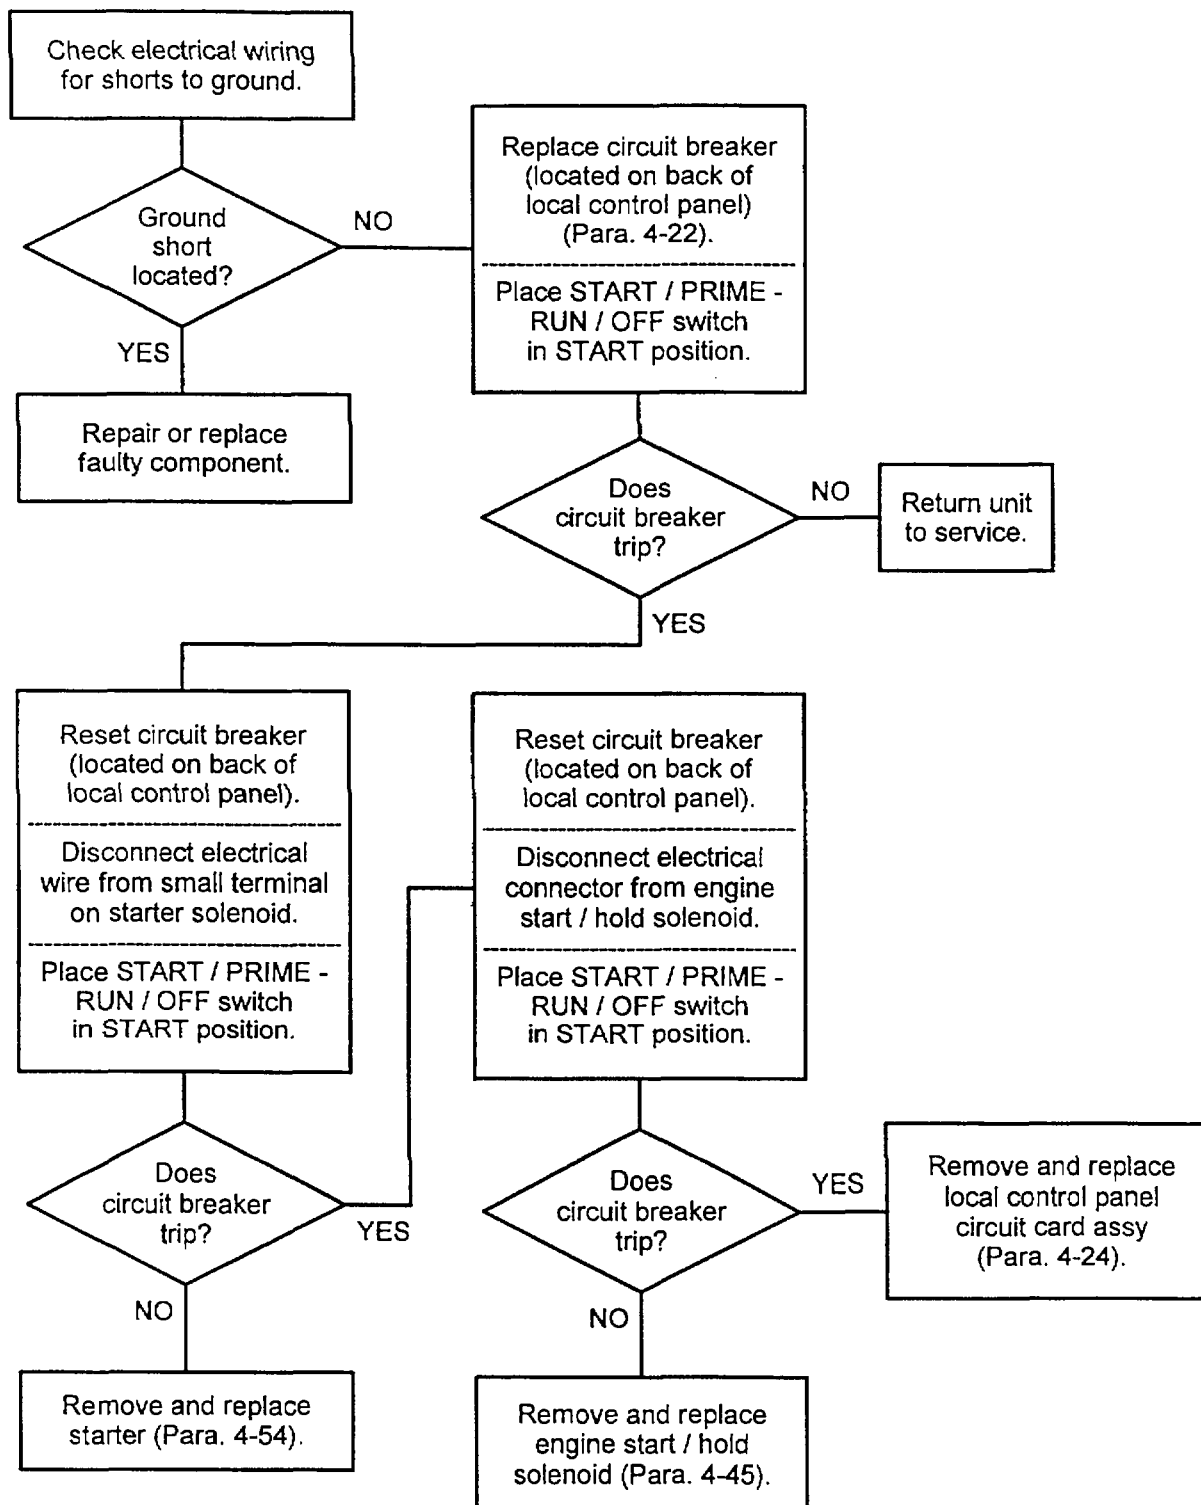 Check electrical wiring
for shorts to ground.
Ground
short
located?
NO
YES
Repair or replace
faulty component.
Replace circuit breaker
(located on back of
local control panel)
(Para. 4-22).
Place START / PRIME -
RUN / OFF switch
in START position.
Does
circuit breaker
trip?
NO
Return unit
to service.
YES
Reset circuit breaker
(located on back of
local control panel).
Disconnect electrical
wire from small terminal
on starter solenoid.
Place START / PRIME -
RUN / OFF switch
in START position.
Does
circuit breaker
trip?
YES
NO
Remove and replace
starter (Para. 4-54).
Reset circuit breaker
(located on back of
local control panel).
Disconnect electrical
connector from engine
start / hold solenoid.
Place START / PRIME -
RUN / OFF switch
in START position.
Does
circuit breaker
trip?
YES
Remove and replace
local control panel
circuit card assy
(Para. 4-24).
NO
Remove and replace
engine start / hold
solenoid (Para. 4-45).